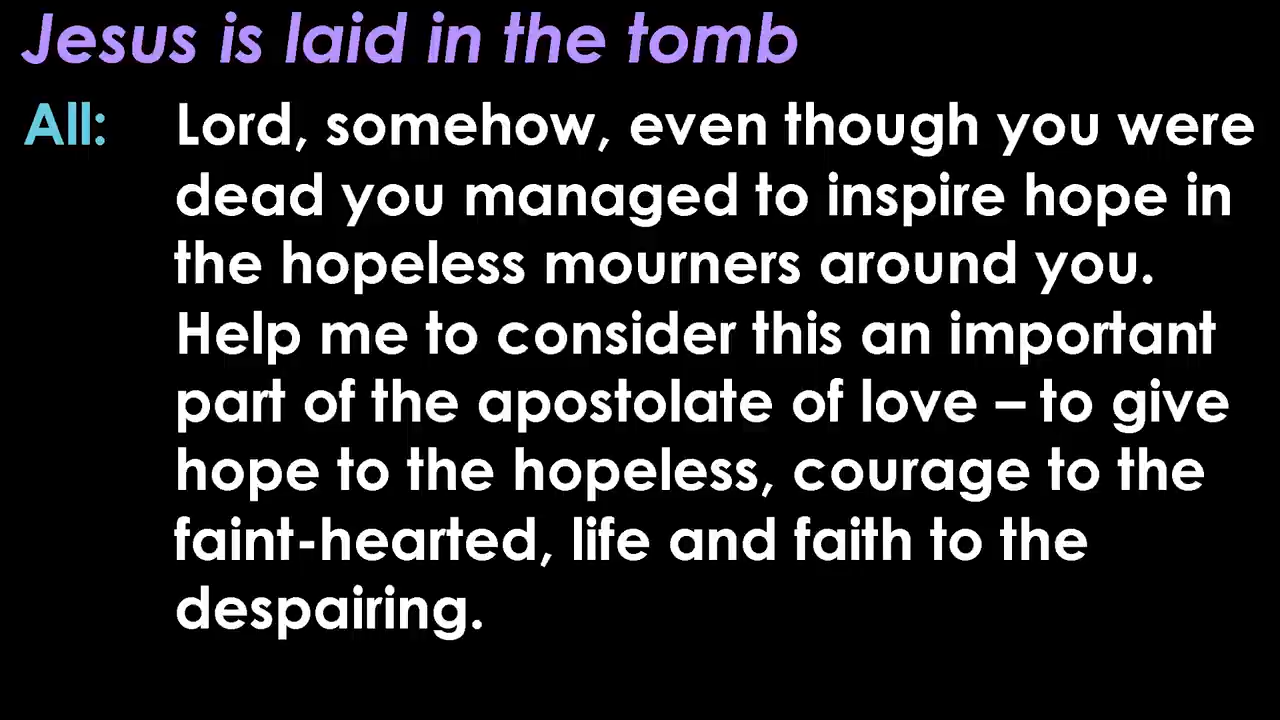 Jesus is laid in the tomb
All: Lord, somehow, even though you were
dead you managed to inspire hope in
the hopeless mourners around you.
Help me to consider this an important
part of the apostolate of love – to give
hope to the hopeless, courage to the
faint-hearted, life and faith to the
despairing.